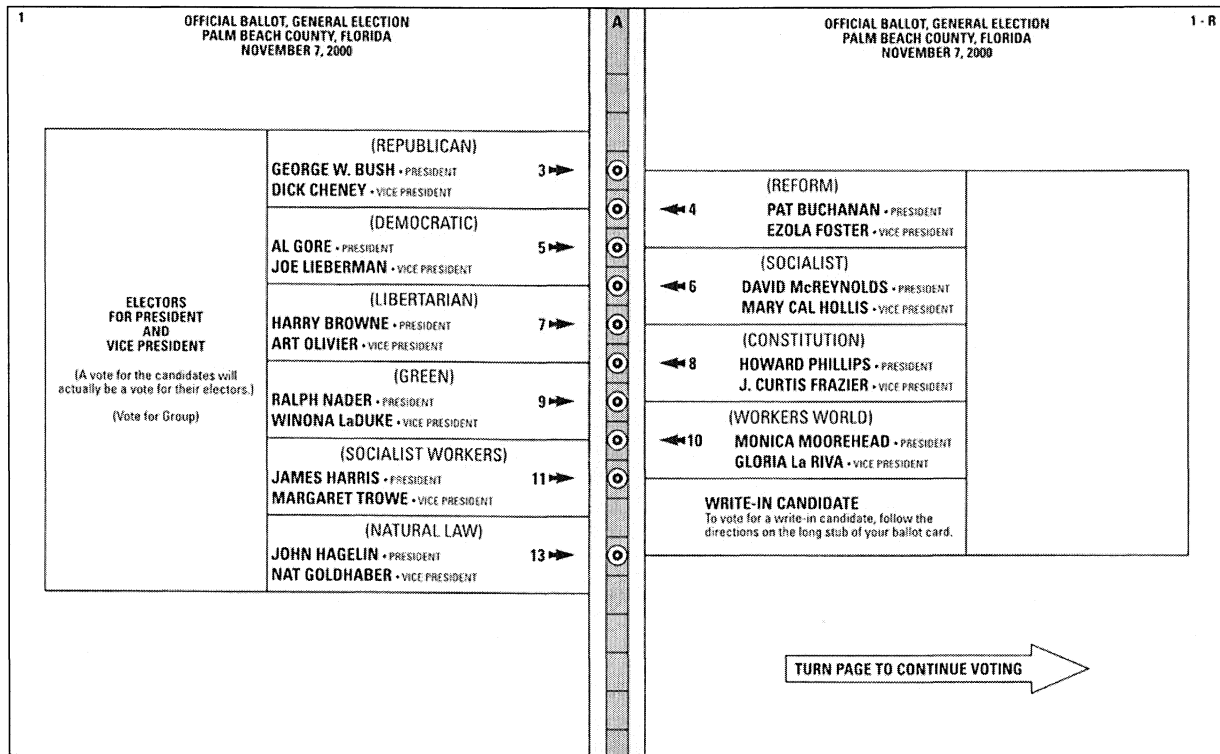 1
OFFICIAL BALLOT, GENERAL ELECTION
PALM BEACH COUNTY, FLORIDA
NOVEMBER 7, 2000
ELECTORS
FOR PRESIDENT
AND
VICE PRESIDENT
(A vote for the candidates will
actually be a vote for their electors.)
(Vote for Group)
(REPUBLICAN)
GEORGE W. BUSH • PRESIDENT 3
DICK CHENEY • VICE PRESIDENT
(DEMOCRATIC)
AL GORE • PRESIDENT 5
JOE LIEBERMAN • VICE PRESIDENT
(LIBERTARIAN)
HARRY BROWNE • PRESIDENT 7
ART OLIVIER • VICE PRESIDENT
(GREEN)
RALPH NADER • PRESIDENT 9
WINONA LaDUKE • VICE PRESIDENT
(SOCIALIST WORKERS)
JAMES HARRIS • PRESIDENT 11
MARGARET TROWE • VICE PRESIDENT
(NATURAL LAW)
JOHN HAGELIN • PRESIDENT 13
NAT GOLDHABER • VICE PRESIDENT
A
OFFICIAL BALLOT, GENERAL ELECTION
PALM BEACH COUNTY, FLORIDA
NOVEMBER 7, 2000
1 - R
(REFORM)
4 PAT BUCHANAN • PRESIDENT
EZOLA FOSTER • VICE PRESIDENT
(SOCIALIST)
6 DAVID McREYNOLDS • PRESIDENT
MARY CAL HOLLIS • VICE PRESIDENT
(CONSTITUTION)
8 HOWARD PHILLIPS • PRESIDENT
J. CURTIS FRAZIER • VICE PRESIDENT
(WORKERS WORLD)
10 MONICA MOOREHEAD • PRESIDENT
GLORIA La RIVA • VICE PRESIDENT
WRITE-IN CANDIDATE
To vote for a write-in candidate, follow the
directions on the long stub of your ballot card.
TURN PAGE TO CONTINUE VOTING